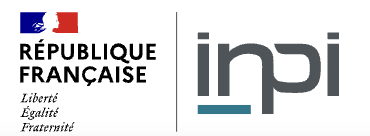 RÉPUBLIQUE
FRANÇAISE
Liberté
Égalité
Fraternité
inpi